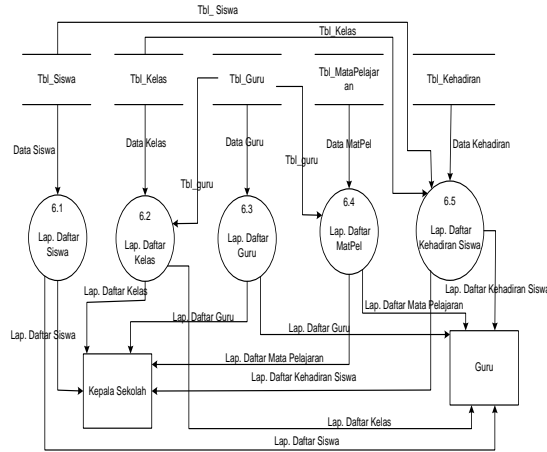 Tbl_ Siswa
Tbl_Kelas
Tbl_Siswa
Tbl_Kelas
Tbl_Guru
Tbl_MataPelajar
an
Tbl_Kehadiran
Data Siswa
Data Kelas
Data Guru
Data MatPel
Data Kehadiran
Tbl_guru
Tbl_guru
6.1
Lap. Daftar
Siswa
6.2
Lap. Daftar
Kelas
6.3
Lap. Daftar
Guru
6.4
Lap. Daftar
MatPel
6.5
Lap. Daftar
Kehadiran Siswa
Lap. Daftar Kelas
Lap. Daftar Kehadiran Siswa
Lap. Daftar Mata Pelajaran
Lap. Daftar Guru
Lap. Daftar Siswa
Lap. Daftar Guru
Lap. Daftar Mata Pelajaran
Lap. Daftar Kehadiran Siswa
Kepala Sekolah
Guru
Lap. Daftar Kelas
Lap. Daftar Siswa